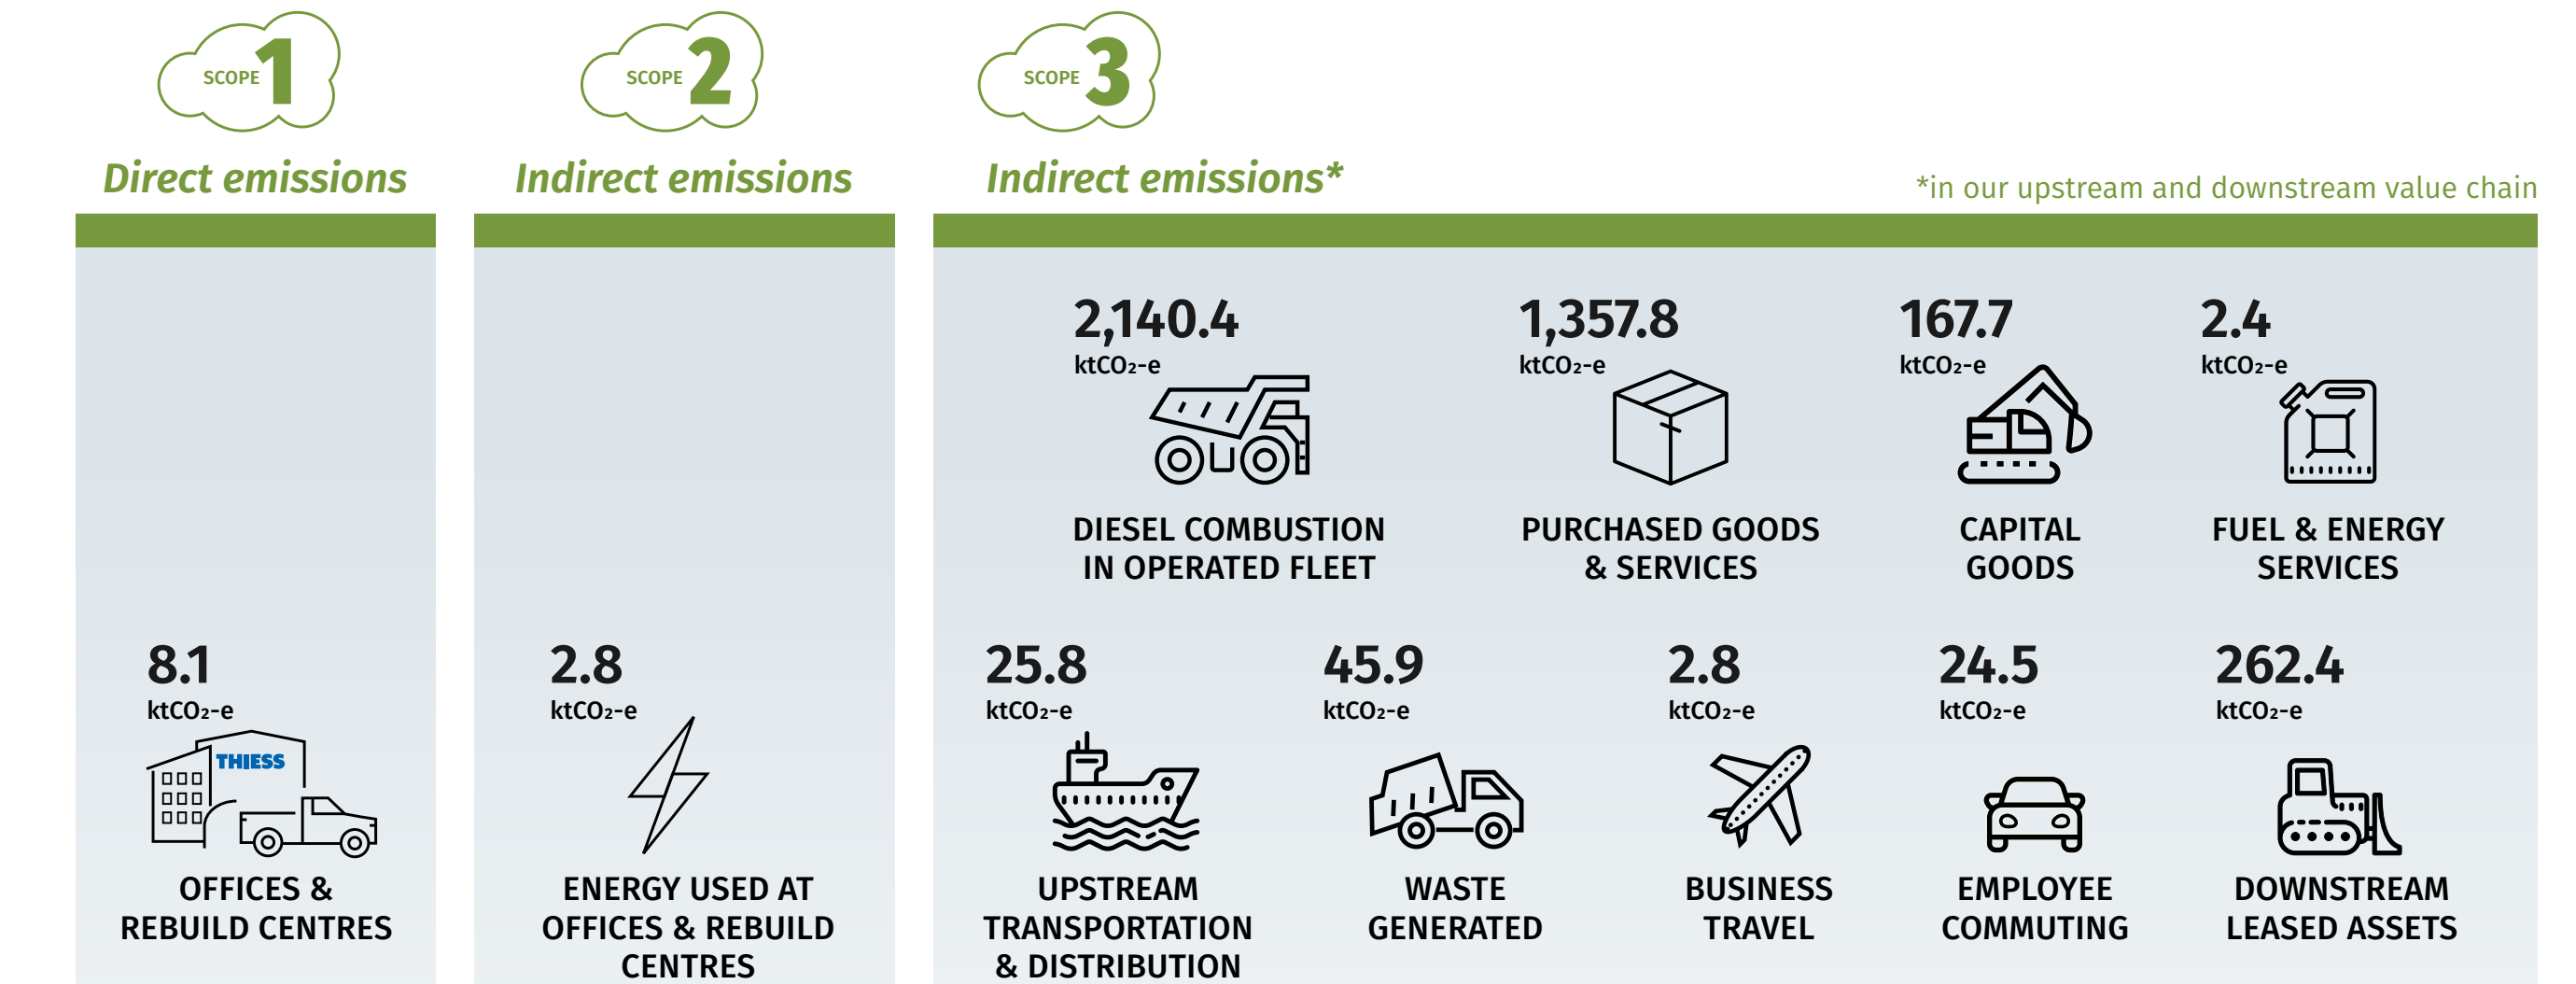 SCOPE 1
Direct emissions
8.1
ktCO₂-e
THIESS
OFFICES &
REBUILD CENTRES
SCOPE 2
Indirect emissions
2.8
ktCO₂-e
ENERGY USED AT
OFFICES & REBUILD
CENTRES
SCOPE 3
Indirect emissions*
*in our upstream and downstream value chain
2,140.4
ktCO₂-e
DIESEL COMBUSTION
IN OPERATED FLEET
1,357.8
ktCO₂-e
PURCHASED GOODS
& SERVICES
167.7
ktCO₂-e
CAPITAL
GOODS
2.4
ktCO₂-e
FUEL & ENERGY
SERVICES
25.8
ktCO₂-e
UPSTREAM
TRANSPORTATION
& DISTRIBUTION
45.9
ktCO₂-e
WASTE
GENERATED
2.8
ktCO₂-e
BUSINESS
TRAVEL
24.5
ktCO₂-e
EMPLOYEE
COMMUTING
262.4
ktCO₂-e
DOWNSTREAM
LEASED ASSETS